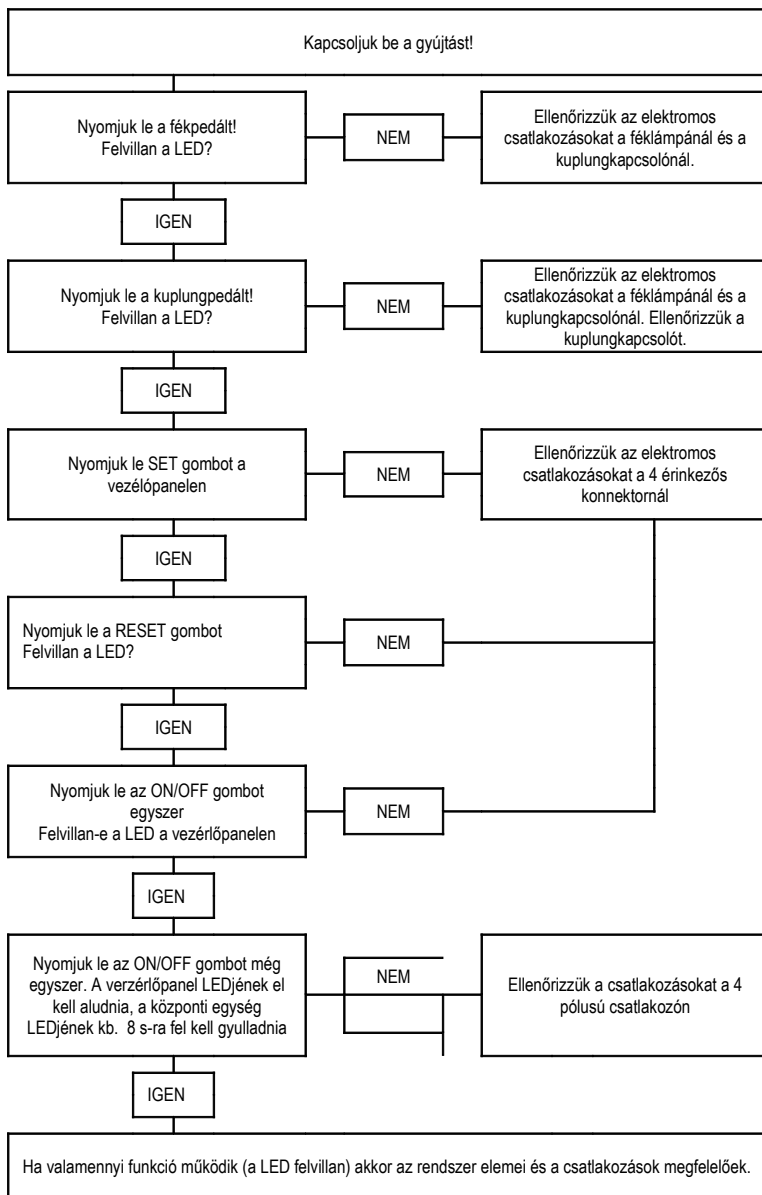 Kapcsoljuk be a gyújtást!
Nyomjuk le a fékpedált!
Felvillan a LED?
NEM
Ellenőrizzük az elektromos
csatlakozásokat a féklámpánál és a
kuplungkapcsolónál.
IGEN
Nyomjuk le a kuplungpedált!
Felvillan a LED?
NEM
Ellenőrizzük az elektromos
csatlakozásokat a féklámpánál és a
kuplungkapcsolónál. Ellenőrizzük a
kuplungkapcsolót.
IGEN
Nyomjuk le SET gombot a
vezélópanelen
NEM
Ellenőrizzük az elektromos
csatlakozásokat a 4 érinkezős
konnektornál
IGEN
Nyomjuk le a RESET gombot
Felvillan a LED?
NEM
IGEN
Nyomjuk le az ON/OFF gombot
egyszer
Felvillan-e a LED a vezérlőpanelen
NEM
IGEN
Nyomjuk le az ON/OFF gombot még
egyszer. A verzérlőpanel LEDjének el
kell aludnia, a központi egység
LEDjének kb. 8 s-ra fel kell gyulladnia
NEM
Ellenőrizzük a csatlakozásokat a 4
pólusú csatlakozón
IGEN
Ha valamennyi funkció működik (a LED felvillan) akkor az rendszer elemei és a csatlakozások megfelelőek.